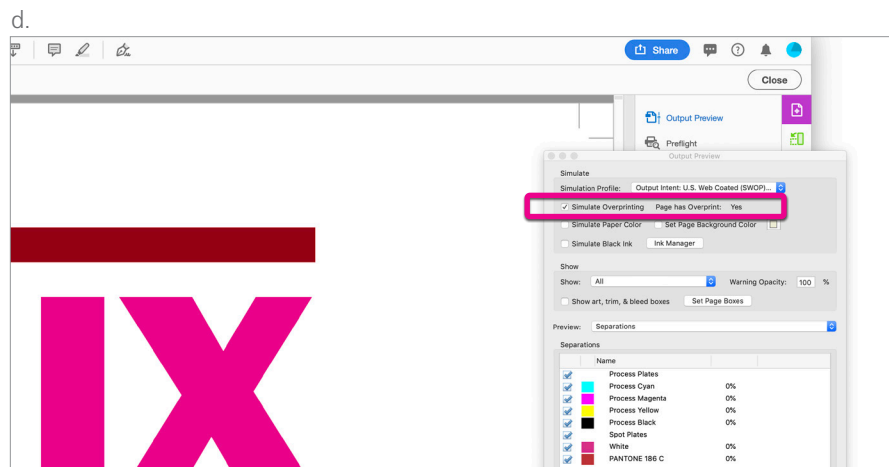 d.
Share
Close
Output Preview
Preflight
Output Preview
Simulate
Simulation Profile: Output Intent: U.S. Web Coated (SWOP)...
Simulate Overprinting Page has Overprint: Yes
Simulate Paper Color Set Page Background Color
Simulate Black Ink Ink Manager
Show
Show: All Warning Opacity: 100 %
Show art, trim, & bleed boxes Set Page Boxes
Preview: Separations
Separations
Name
Process Plates
Process Cyan 0%
Process Magenta 0%
Process Yellow 0%
Process Black 0%
Spot Plates
White 0%
PANTONE 186 C 0%
IX